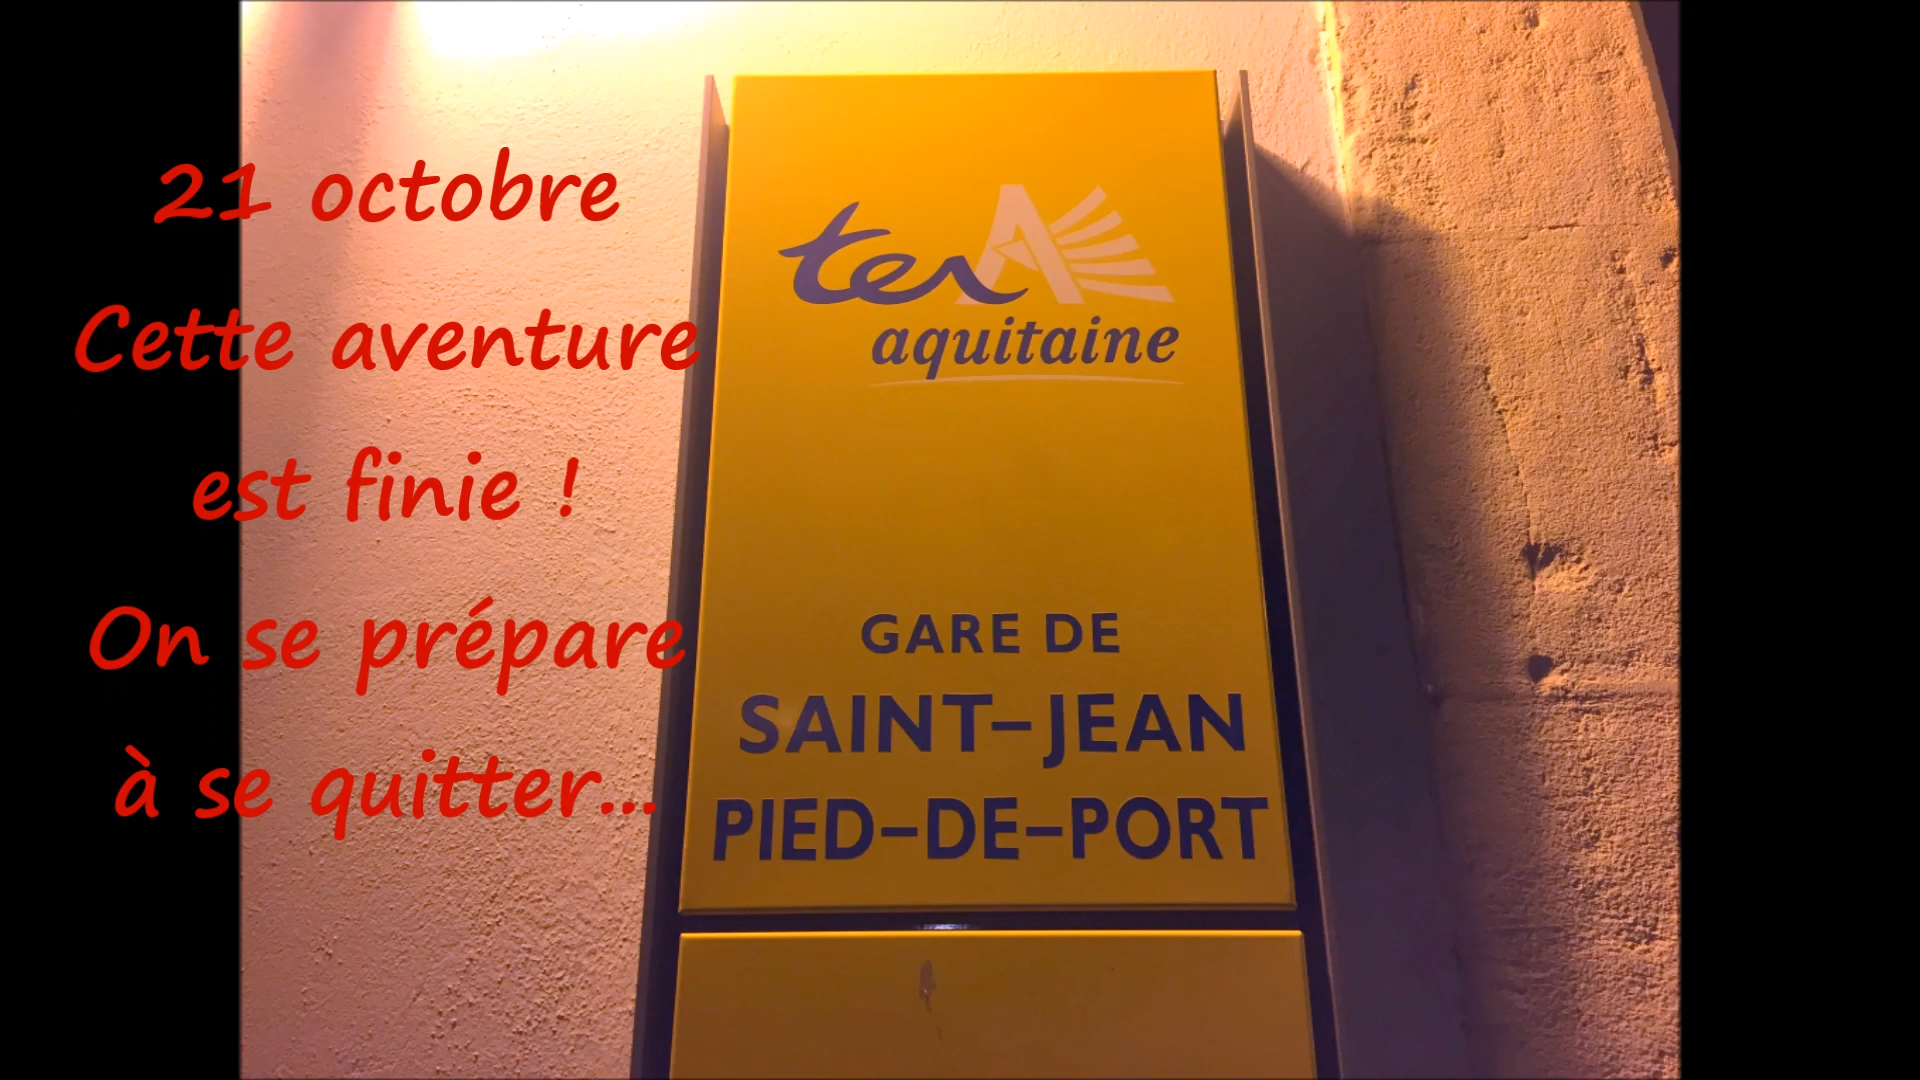 21 octobre
Cette aventure
est finie !
On se prépare
à se quitter...
ter A
aquitaine
GARE DE
SAINT-JEAN
PIED-DE-PORT